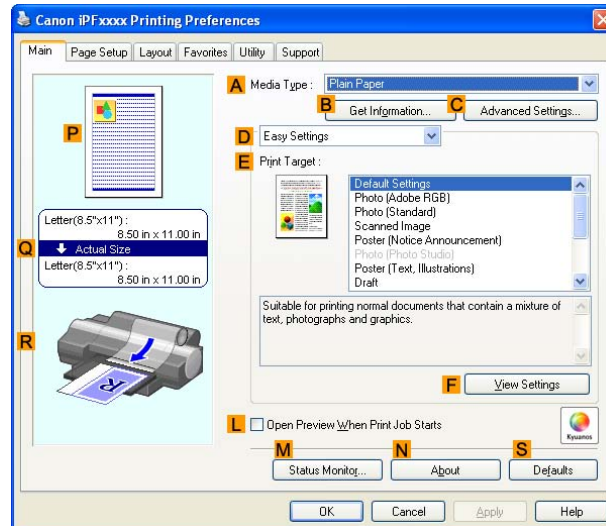 Canon iPFxxxx Printing Preferences
Main Page Setup Layout Favorites Utility Support
A Media Type : Plain Paper
B Get Information... C Advanced Settings...
D Easy Settings
E Print Target :
Default Settings
Photo (Adobe RGB)
Photo (Standard)
Scanned Image
Poster (Notice Announcement)
Photo (Photo Studio)
Poster (Text, Illustrations)
Draft
Suitable for printing normal documents that contain a mixture of
text, photographs and graphics.
F View Settings
P
Q
Letter(8.5"x11") :
8.50 in x 11.00 in
Actual Size
Letter(8.5"x11") :
8.50 in x 11.00 in
R
R
L Open Preview When Print Job Starts
Kyuanos
M Status Monitor... N About S Defaults
OK Cancel Apply Help